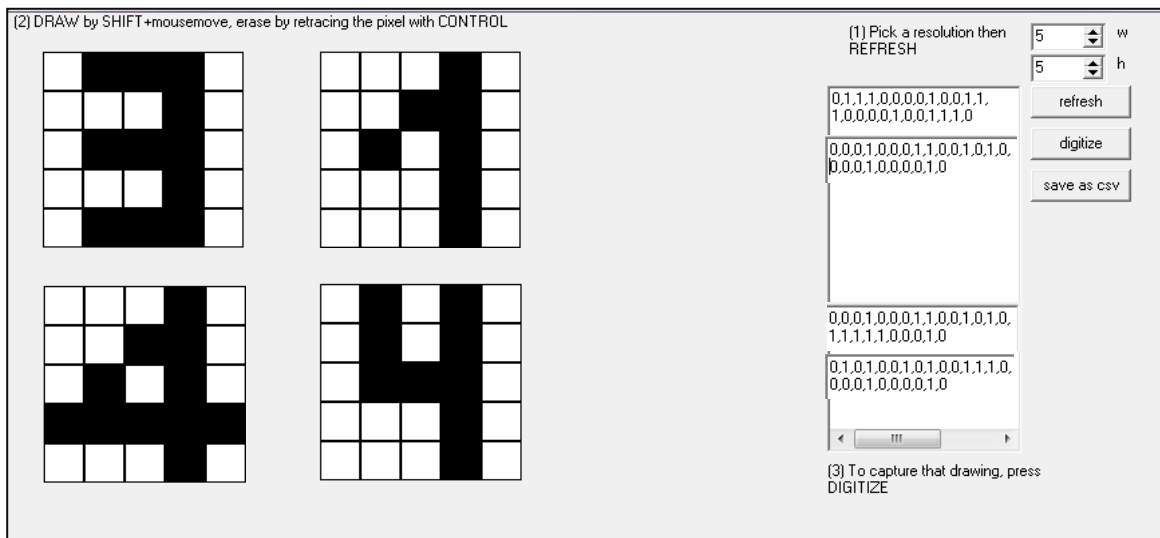 (2) DRAW by SHIFT+mousemove, erase by retracing the pixel with CONTROL
(1) Pick a resolution then
REFRESH
5 w
5 h
refresh
digitize
save as csv
0,1,1,1,0,0,0,0,1,0,0,1,1,
1,0,0,0,0,1,0,0,1,1,1,0
0,0,0,1,0,0,0,1,1,0,0,1,0,1,0,
0,0,0,1,0,0,0,0,1,0
0,0,0,1,0,0,0,1,1,0,0,1,0,1,0,
1,1,1,1,1,0,0,0,1,0
0,1,0,1,0,0,1,0,1,0,0,1,1,1,0,
0,0,0,1,0,0,0,0,1,0
(3) To capture that drawing, press
DIGITIZE